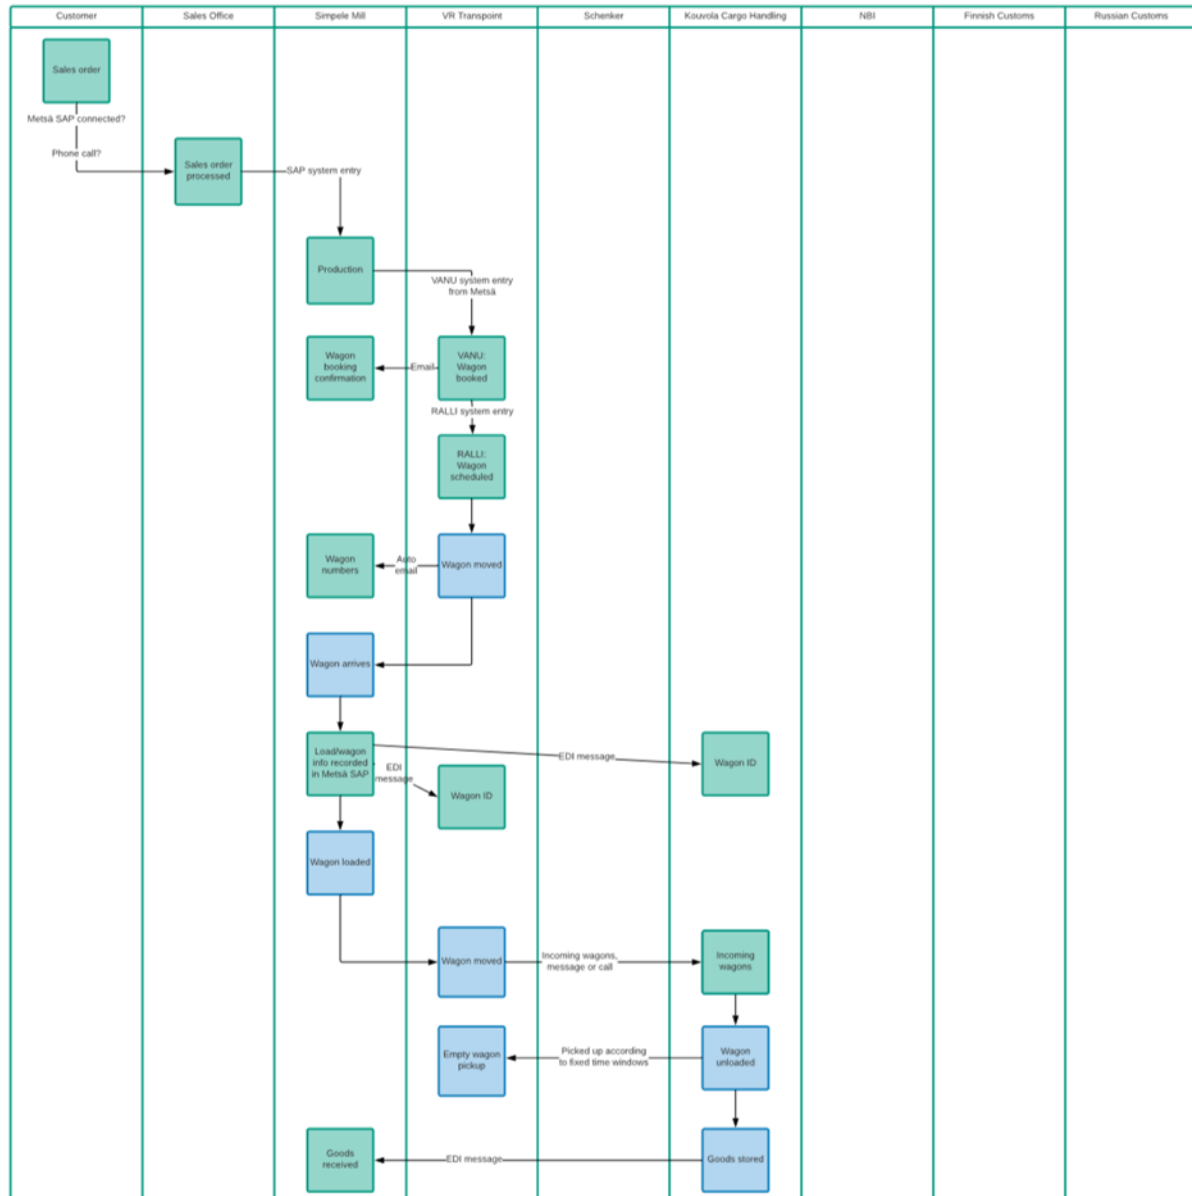 Customer
Sales Office
Simpele Mill
VR Transpoint
Schenker
Kouvola Cargo Handling
NBI
Finnish Customs
Russian Customs
Sales order
Metsä SAP connected?
Phone call?
Sales order
processed
SAP system entry
Production
VANU system entry
from Metsä
Wagon
booking
confirmation
Email
VANU:
Wagon
booked
RALLI system entry
RALLI:
Wagon
scheduled
Wagon
numbers
Auto
email
Wagon moved
Wagon arrives
Load/wagon
info recorded
in Metsä SAP
EDI
message
Wagon ID
EDI message
Wagon ID
Wagon loaded
Wagon moved
Incoming wagons,
message or call
Incoming
wagons
Empty wagon
pickup
Picked up according
to fixed time windows
Wagon
unloaded
Goods
received
EDI message
Goods stored